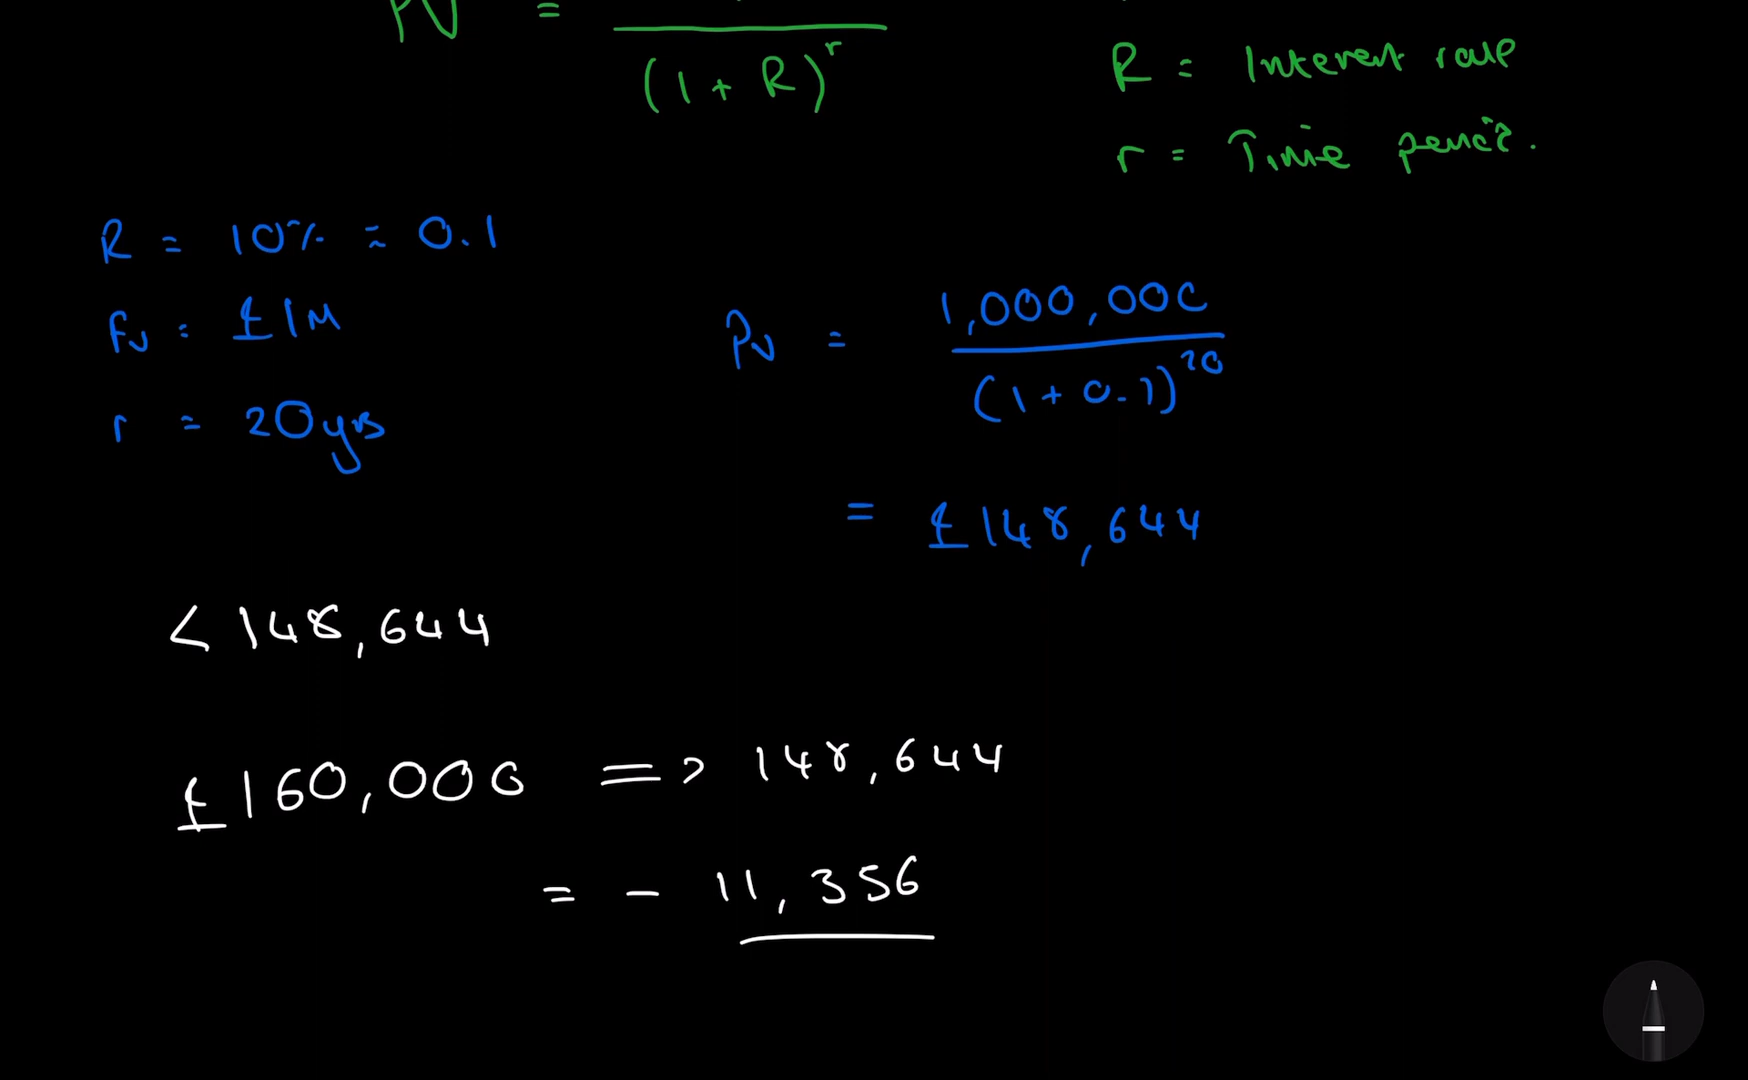 PV =
(1 + R)^r
R = Interest rate
r = Time period.
R = 10% = 0.1
Fv = £1M
r = 20yrs
Pv = 1,000,000
(1 + 0.1)^20
= £148,644
< 148,644
£160,000 => 148,644
= - 11,356